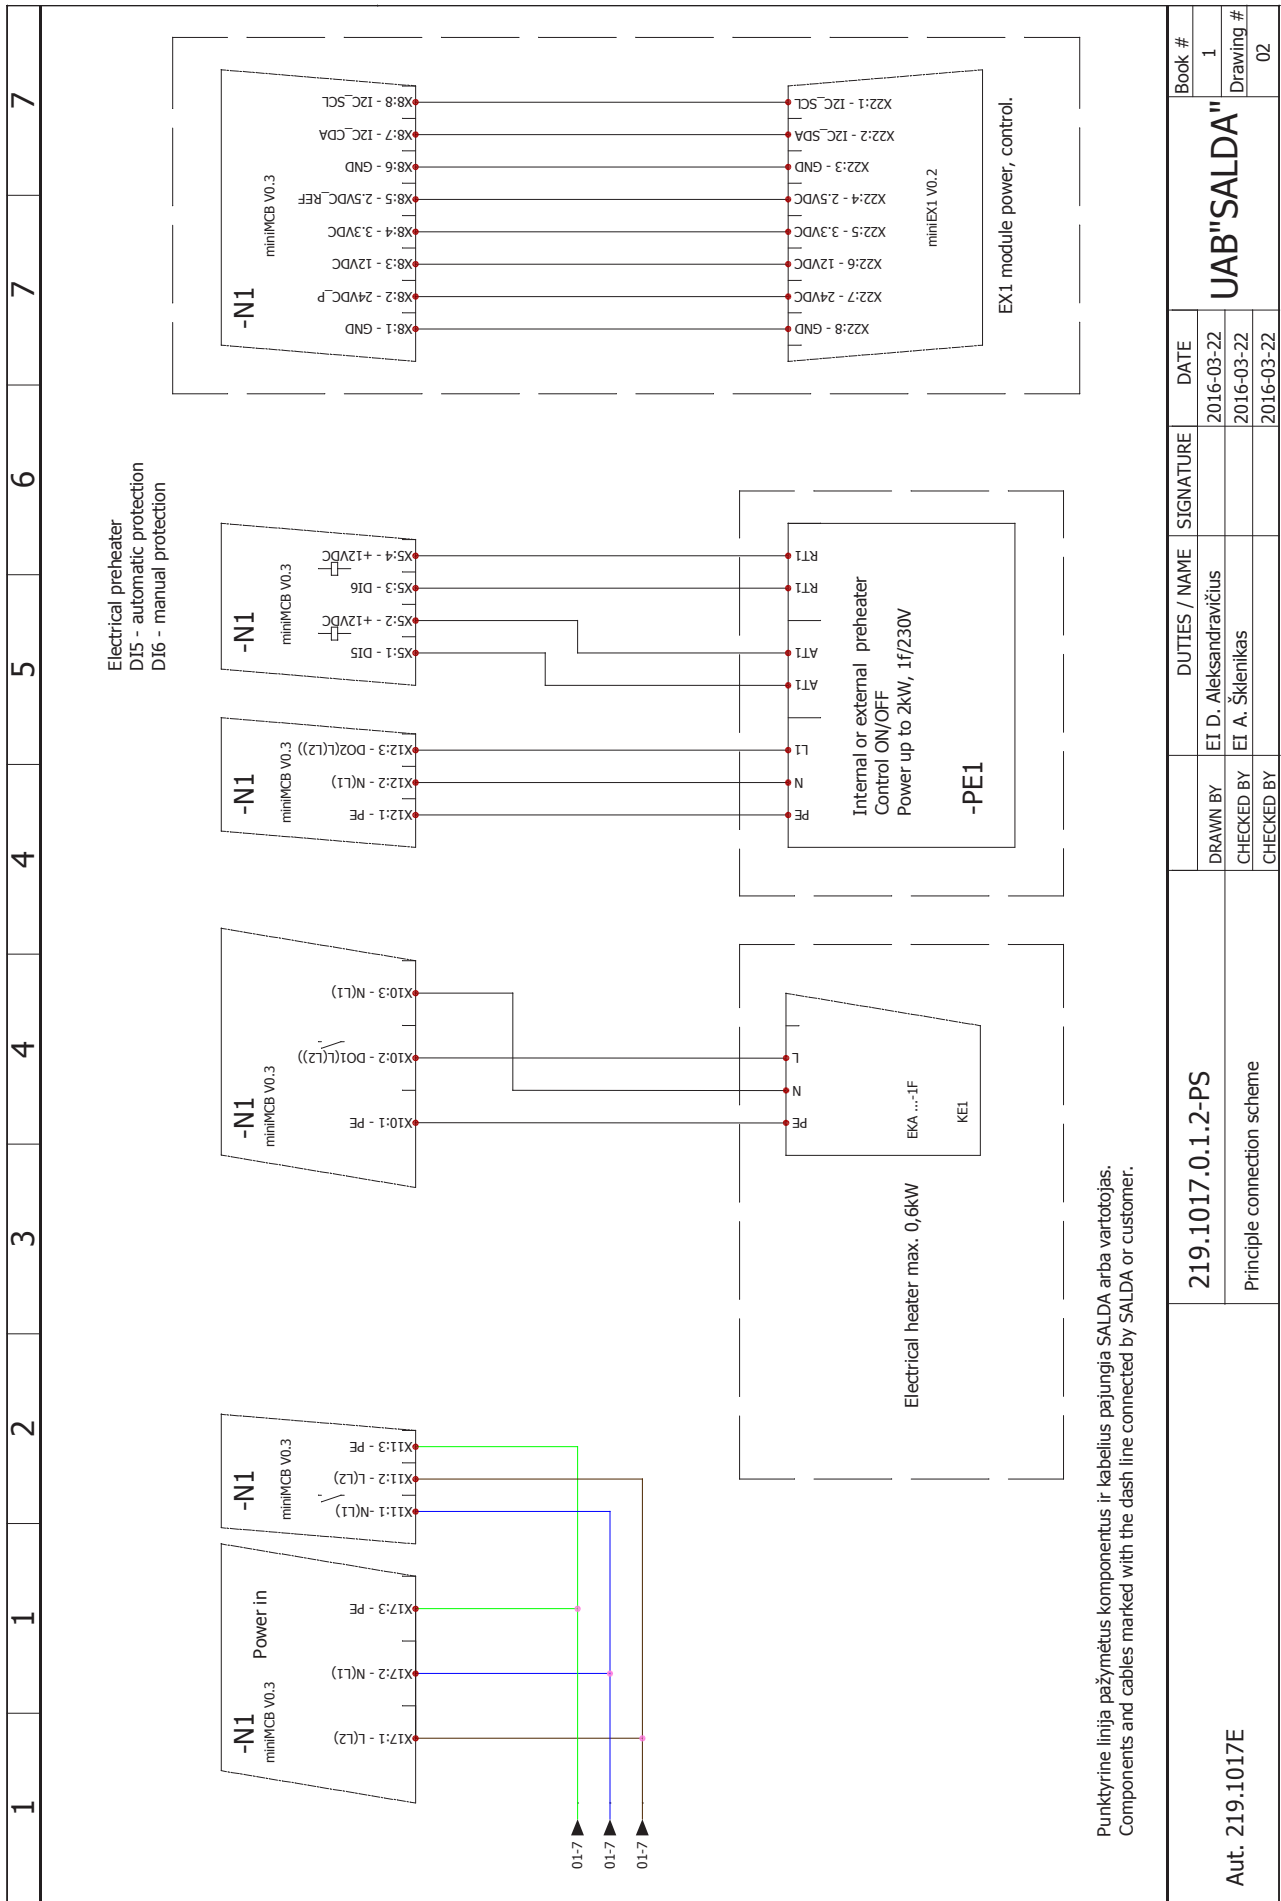 1
1
1
2
3
4
4
5
6
7
7
-N1
miniMCB V0.3
Power in
X17:1 - L(L2)
X17:2 - N(L1)
X17:3 - PE
-N1
miniMCB V0.3
X11:1 -N(L1)
X11:2 - L(L2)
X11:3 - PE
01-7
01-7
01-7
-N1
miniMCB V0.3
X10:1 - PE
X10:2 - DO1(L(L2))
X10:3 - N(L1)
PE
N
L
EKA ...-1F
KE1
Electrical heater max. 0,6kW
Electrical preheater
DI5 - automatic protection
DI6 - manual protection
-N1
miniMCB V0.3
X12:1 - PE
X12:2 - N(L1)
X12:3 - DO2(L(L2))
-N1
miniMCB V0.3
X5:1 - DI5
X5:2 - +12VDC
X5:3 - DI6
X5:4 - +12VDC
PE
N
L1
AT1
AT1
RT1
RT1
Internal or external preheater
Control ON/OFF
Power up to 2kW, 1f/230V
-PE1
-N1
miniMCB V0.3
X8:1 - GND
X8:2 - 24VDC_P
X8:3 - 12VDC
X8:4 - 3.3VDC
X8:5 - 2.5VDC_REF
X8:6 - GND
X8:7 - I2C_CDA
X8:8 - I2C_SCL
X22:8 - GND
X22:7 - 24VDC
X22:6 - 12VDC
X22:5 - 3.3VDC
X22:4 - 2.5VDC
X22:3 - GND
X22:2 - I2C_SDA
X22:1 - I2C_SCL
miniEX1 V0.2
EX1 module power, control.
Punktyrine linija pažymėtus komponentus ir kabelius pajungia SALDA arba vartotojas.
Components and cables marked with the dash line connected by SALDA or customer.
Aut. 219.1017E
219.1017.0.1.2-PS
Principle connection scheme
DUTIES / NAME SIGNATURE DATE
DRAWN BY EI D. Aleksandravičius 2016-03-22
CHECKED BY EI A. Šklenikas 2016-03-22
CHECKED BY 2016-03-22
UAB"SALDA"
Book #
1
Drawing #
02